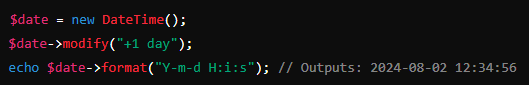 $date = new DateTime();
$date->modify("+1 day");
echo $date->format("Y-m-d H:i:s"); // Outputs: 2024-08-02 12:34:56